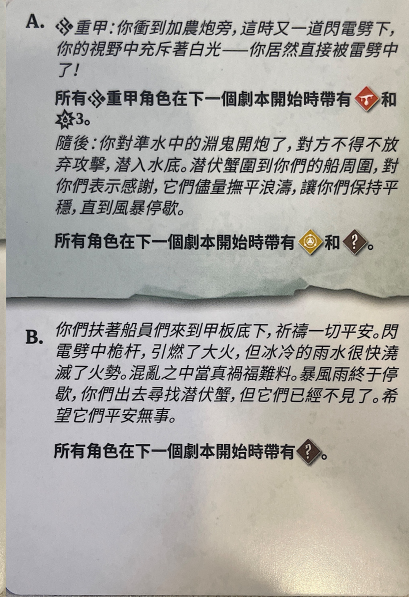 A. 重甲：你衝到加農炮旁，這時又一道閃電劈下，
你的視野中充斥著白光——你居然直接被雷劈中
了！
所有重甲角色在下一個劇本開始時帶有和
3。
隨後：你對準水中的淵鬼開炮了，對方不得不放
弃攻擊，潜入水底。潜伏蟹圍到你們的船周圍，對
你們表示感謝，它們儘量撫平浪濤，讓你們保持平
穩，直到風暴停歇。
所有角色在下一個劇本開始時帶有和?。
B. 你們扶著船員們來到甲板底下，祈禱一切平安。閃
電劈中桅杆，引燃了大火，但冰冷的雨水很快澆
滅了火勢。混亂之中當真禍福難料。暴風雨終于停
歇，你們出去尋找潜伏蟹，但它們已經不見了。希
望它們平安無事。
所有角色在下一個劇本開始時帶有?。